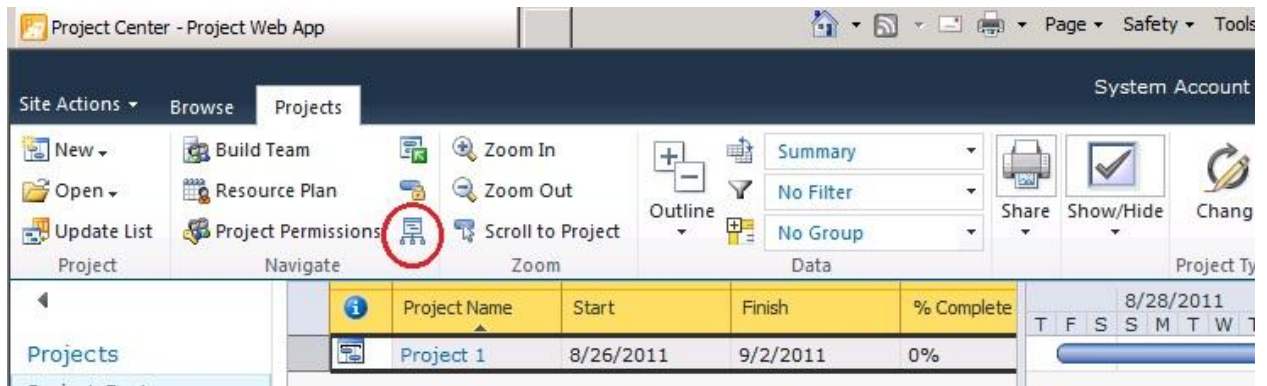 Project Center - Project Web App
Page Safety Tools
System Account
Site Actions Browse Projects
New Build Team Zoom In Summary
Open Resource Plan Zoom Out No Filter
Outline Share Show/Hide Chang
Update List Project Permissions Scroll to Project No Group
Project Navigate Zoom Data Project Ty
8/28/2011
Project Name Start Finish % Complete
T F S S M T W T
Projects
Project 1 8/26/2011 9/2/2011 0%